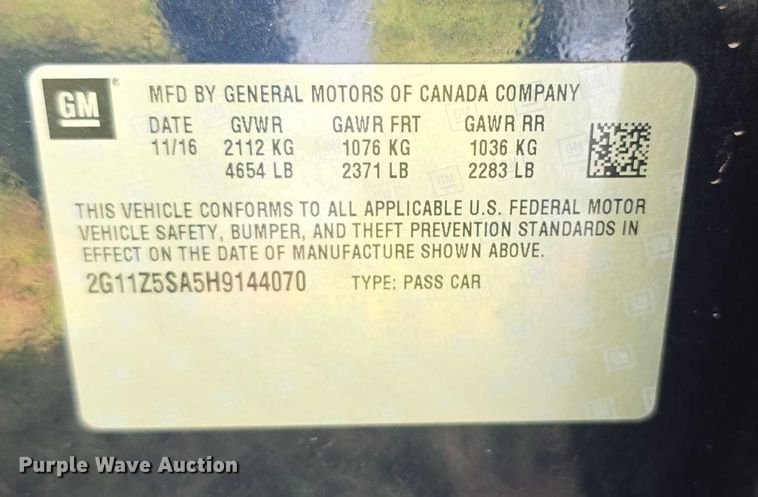 GM® MFD BY GENERAL MOTORS OF CANADA COMPANY
DATE GVWR GAWR FRT GAWR RR
11/16 2112 KG 1076 KG 1036 KG
4654 LB 2371 LB 2283 LB
THIS VEHICLE CONFORMS TO ALL APPLICABLE U.S. FEDERAL MOTOR
VEHICLE SAFETY, BUMPER, AND THEFT PREVENTION STANDARDS IN
EFFECT ON THE DATE OF MANUFACTURE SHOWN ABOVE.
2G11Z5SA5H9144070 TYPE: PASS CAR
Purple Wave Auction